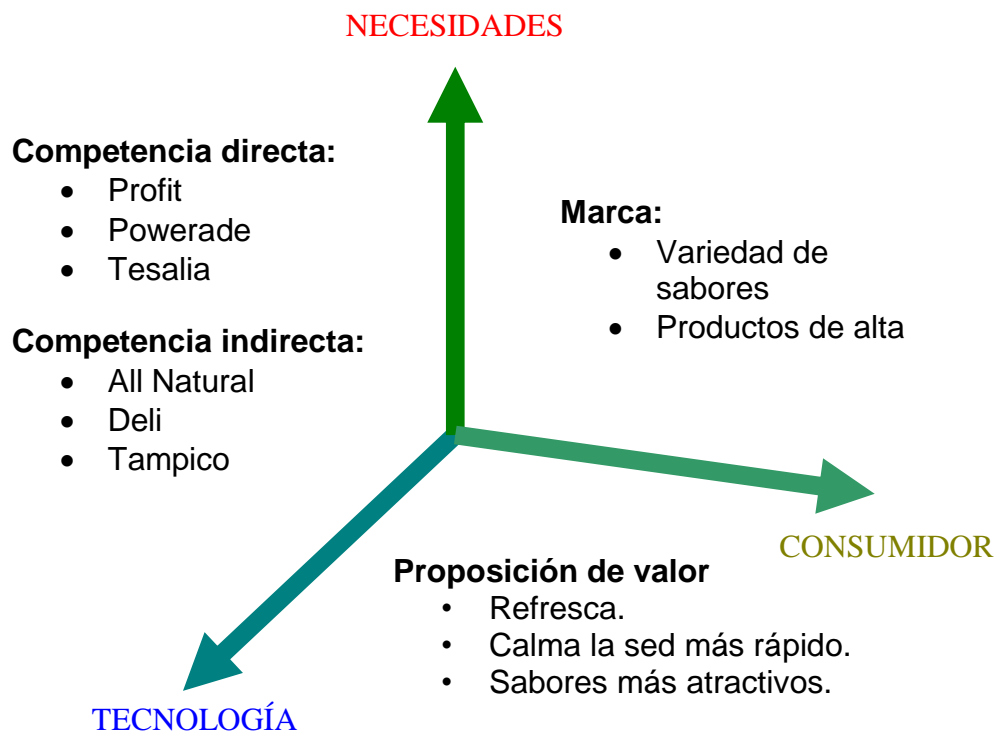 NECESIDADES
Competencia directa:
• Profit
• Powerade
• Tesalia
Competencia indirecta:
• All Natural
• Deli
• Tampico
Marca:
• Variedad de
sabores
• Productos de alta
CONSUMIDOR
Proposición de valor
• Refresca.
• Calma la sed más rápido.
• Sabores más atractivos.
TECNOLOGÍA